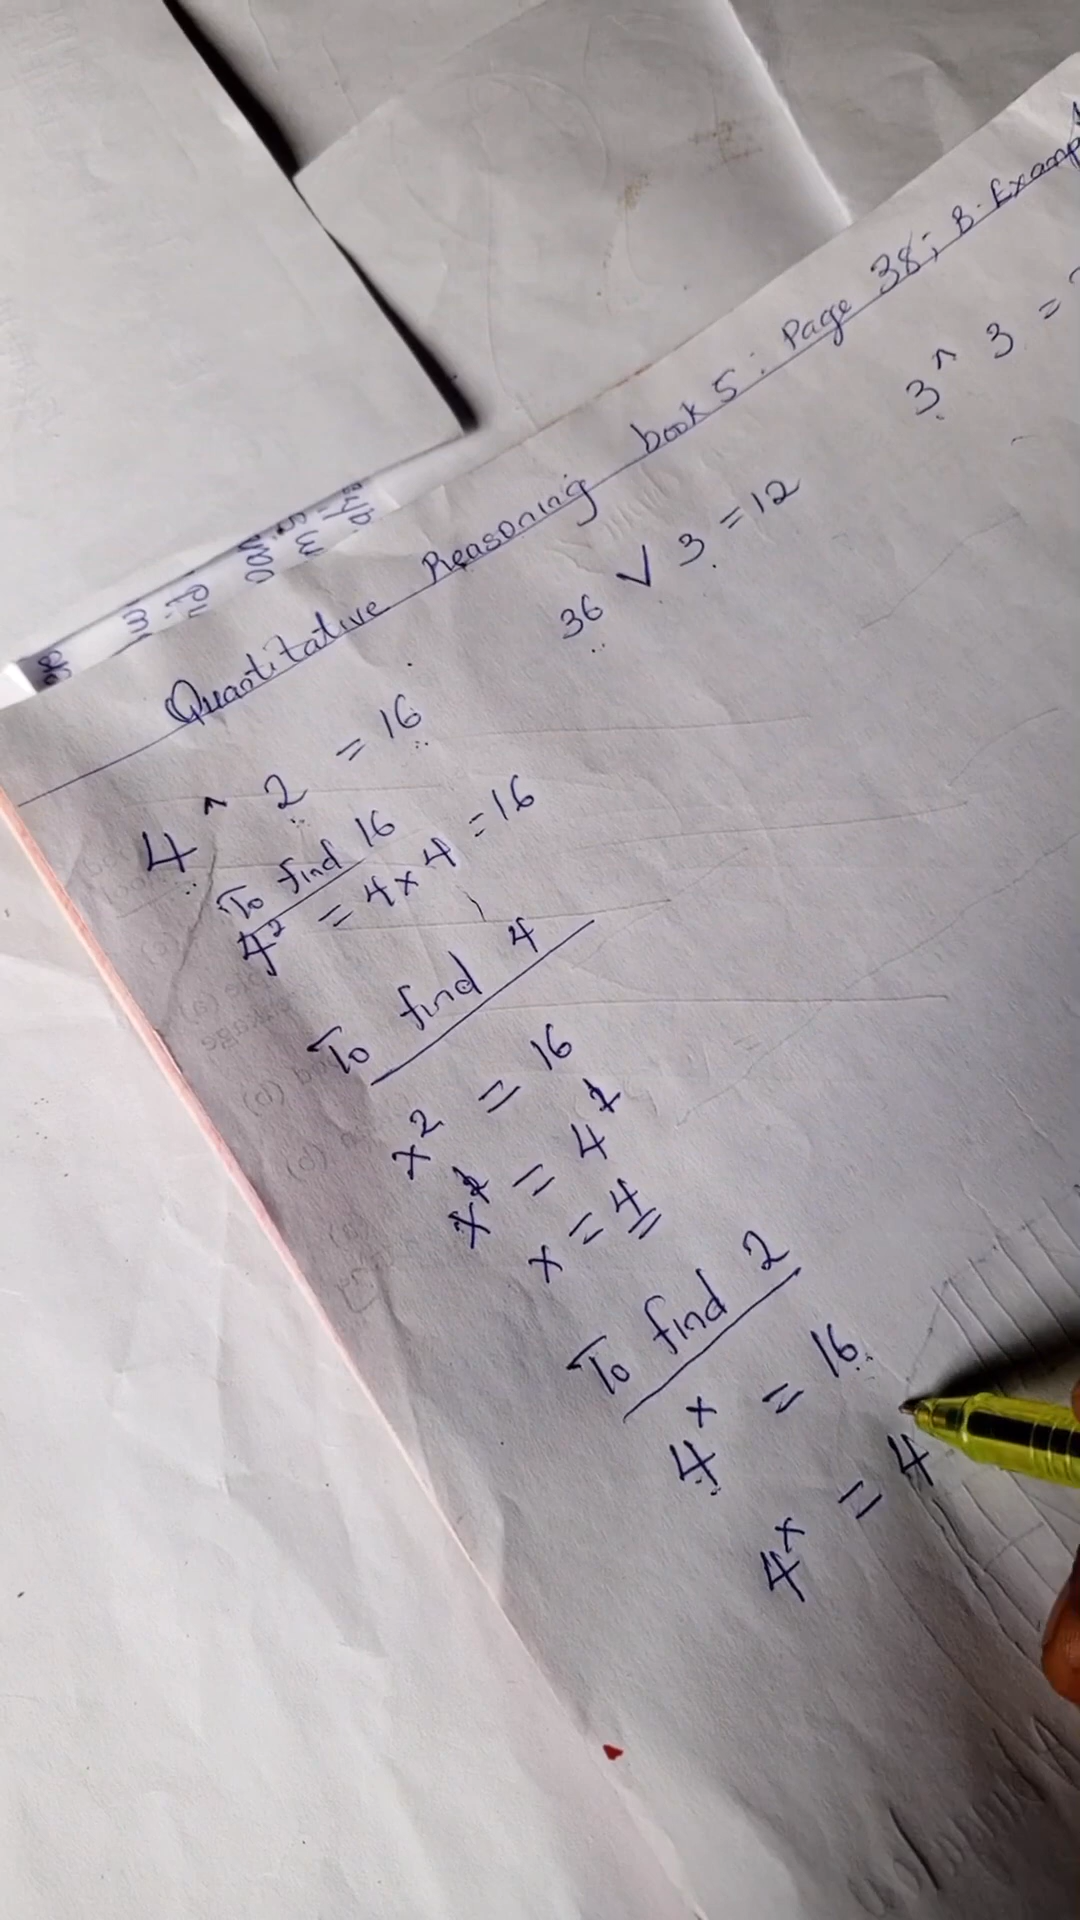 Quantitative Reasoning book 5: Page 38; B. Examp
4 ^ 2 = 16
36 V 3 = 12
3 ^ 3 =
To find 16
4² = 4 x 4 = 16
To find 4
x² = 16
x² = 4²
x = 4
To find 2
4ˣ = 16
4ˣ = 4